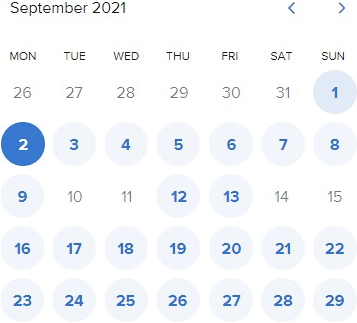 September 2021
MON TUE WED THU FRI SAT SUN
26 27 28 29 30 31 1
2 3 4 5 6 7 8
9 10 11 12 13 14 15
16 17 18 19 20 21 22
23 24 25 26 27 28 29